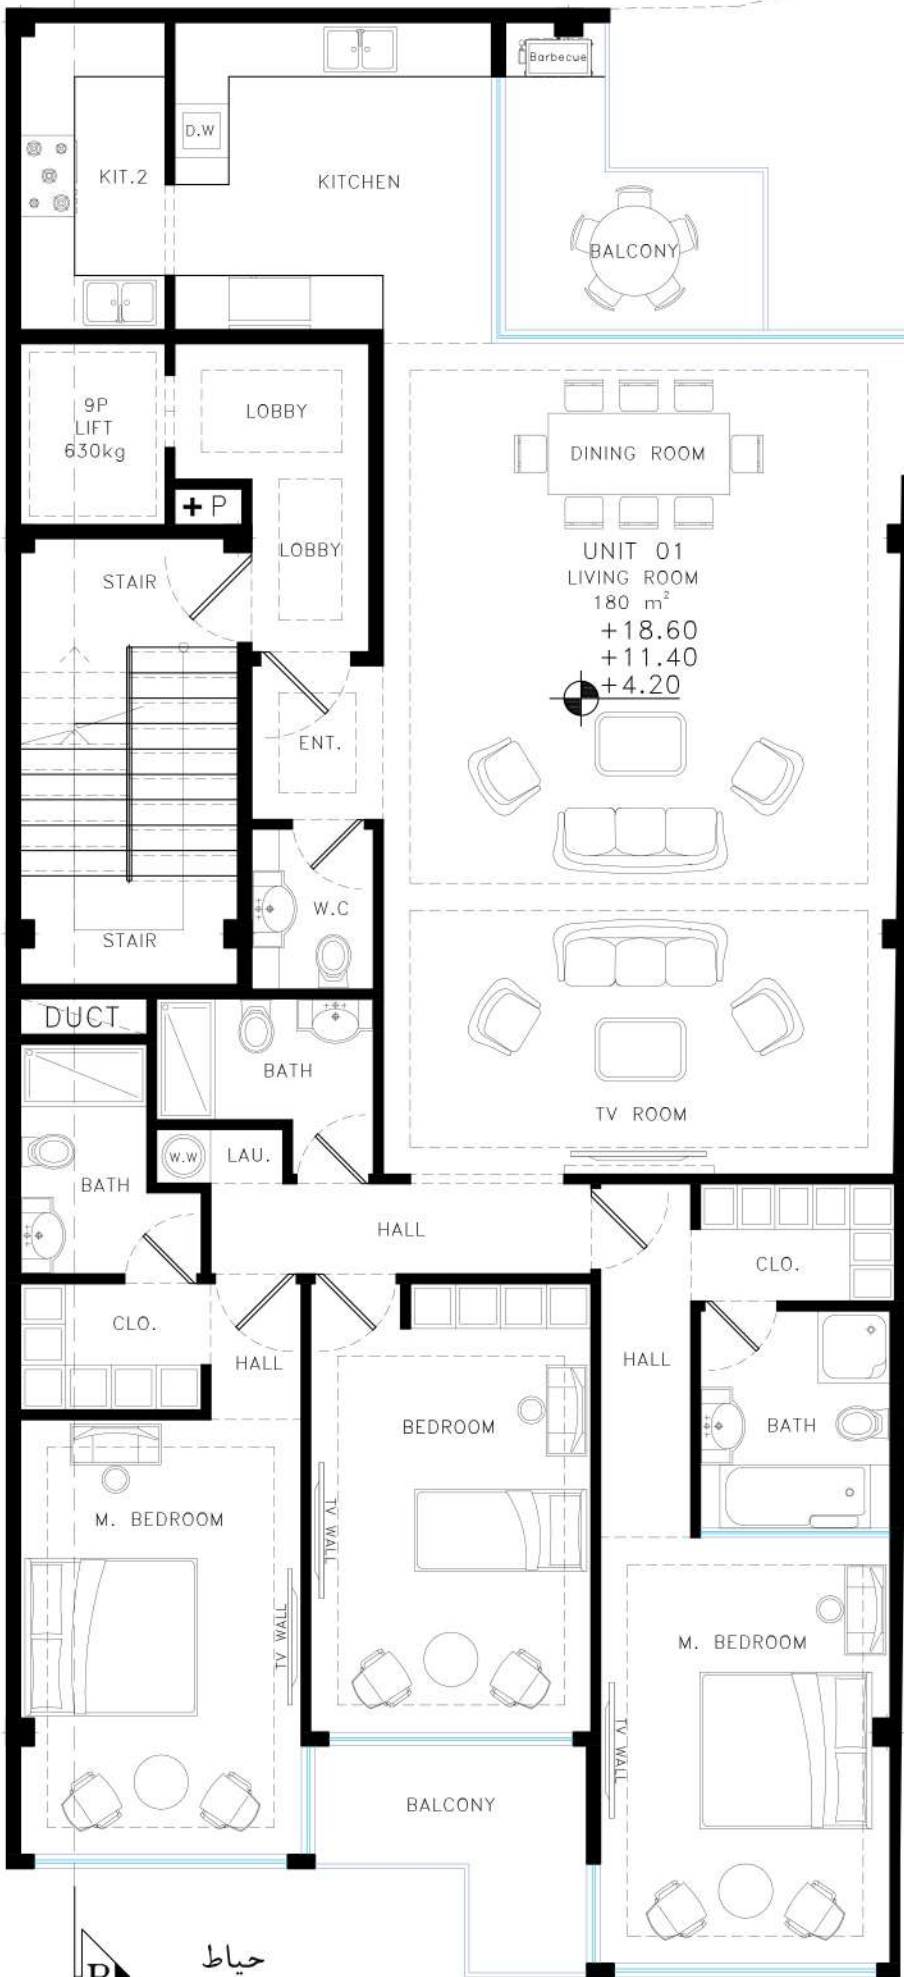 Barbecue
D.W
KIT.2
KITCHEN
BALCONY
9P
LIFT
630kg
LOBBY
DINING ROOM
+ P
LOBBY
UNIT 01
STAIR
LIVING ROOM
180 m²
+18.60
+11.40
+4.20
ENT.
W.C
STAIR
DUCT
BATH
TV ROOM
W.W
LAU.
BATH
HALL
CLO.
CLO.
HALL
HALL
BEDROOM
BATH
M. BEDROOM
TV WALL
TV WALL
M. BEDROOM
TV WALL
BALCONY
حياط
B